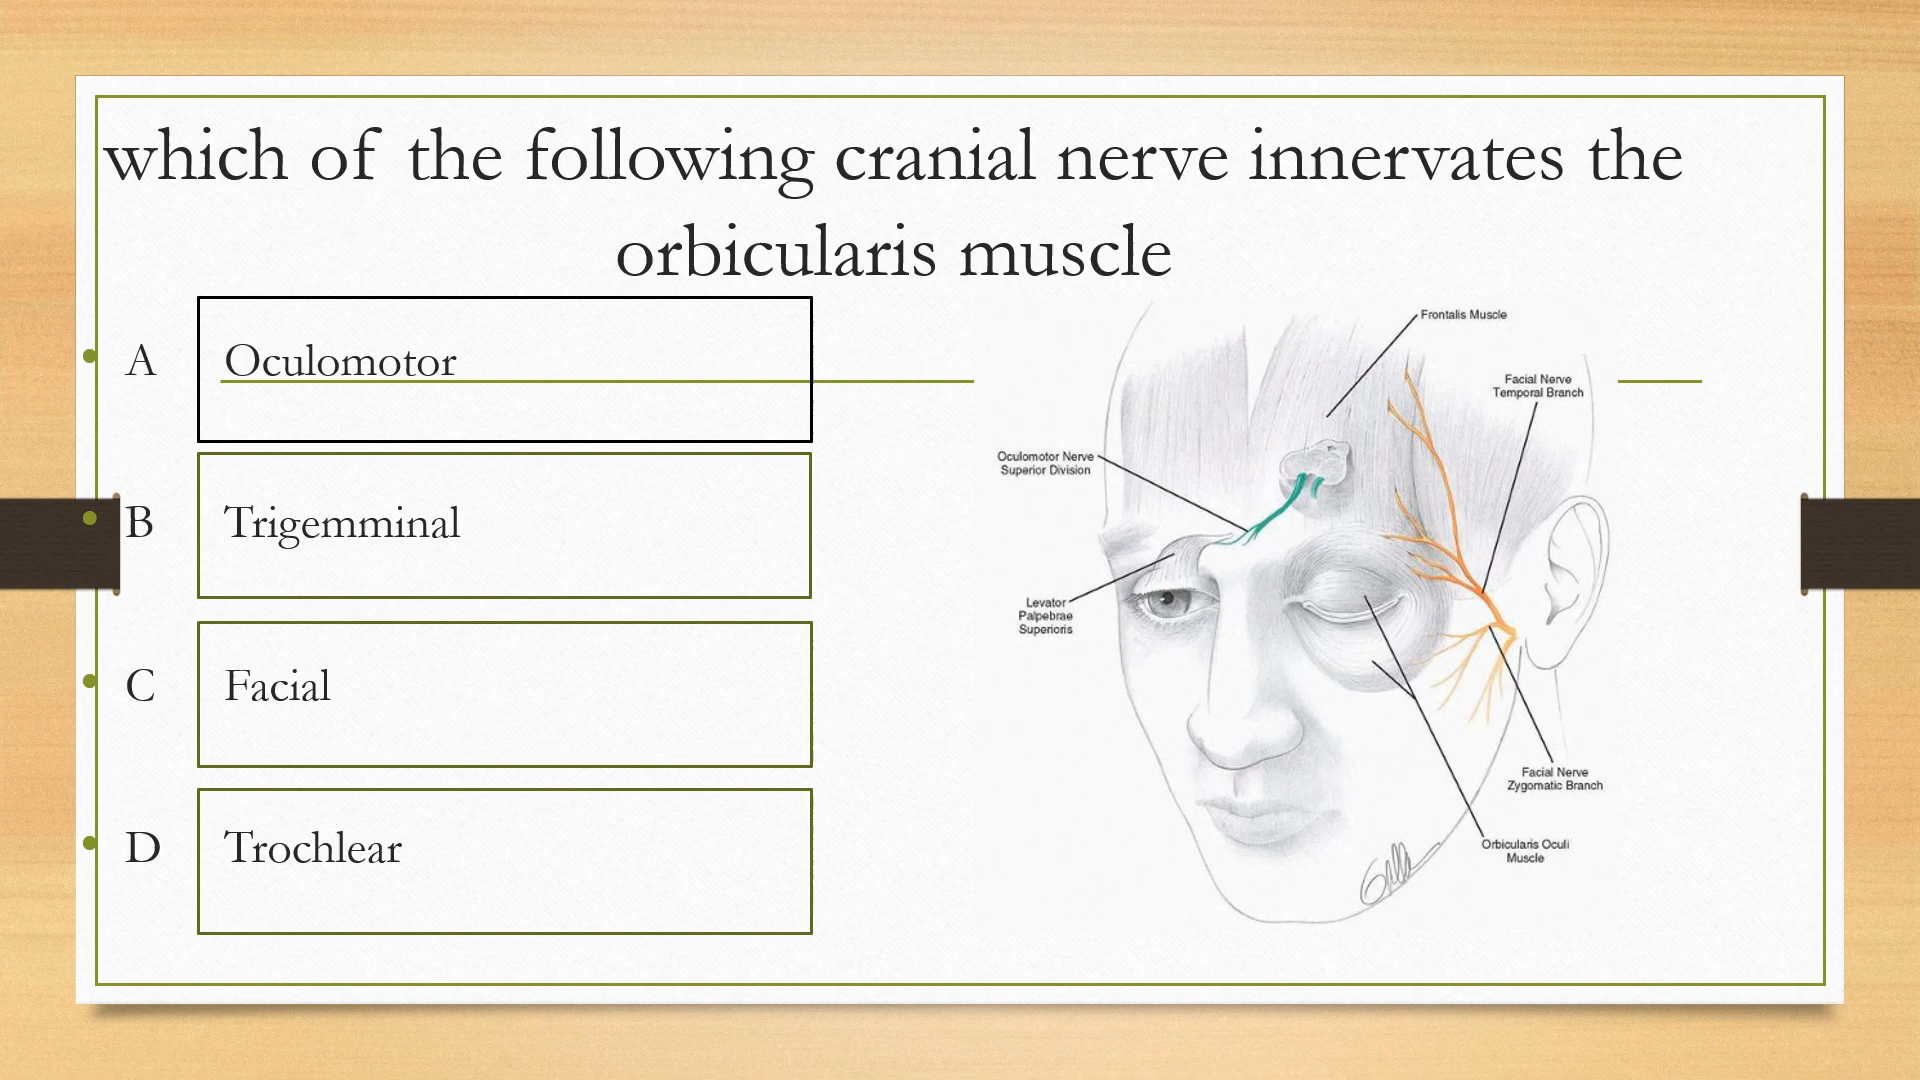 which of the following cranial nerve innervates the
orbicularis muscle
• A Oculomotor
• B Trigemminal
• C Facial
• D Trochlear
Frontalis Muscle
Facial Nerve
Temporal Branch
Oculomotor Nerve
Superior Division
Levator
Palpebrae
Superioris
Facial Nerve
Zygomatic Branch
Orbicularis Oculi
Muscle